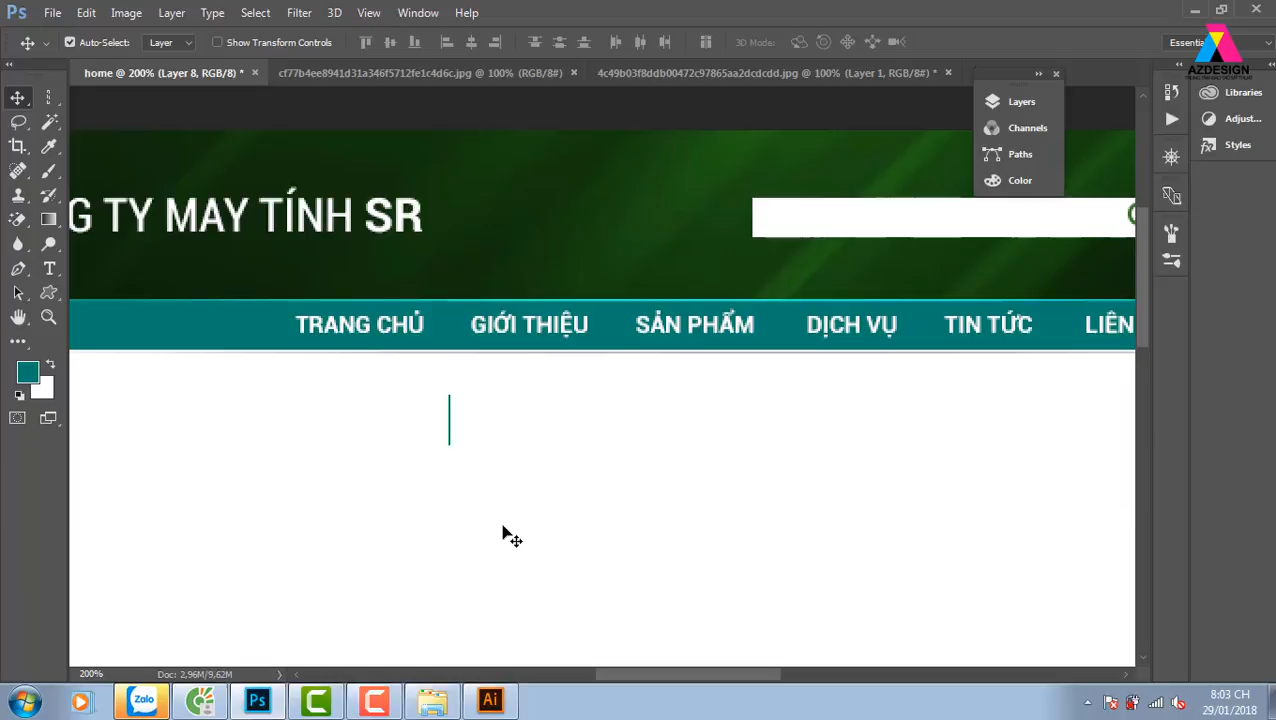 Ps File Edit Image Layer Type Select Filter 3D View Window Help
Auto-Select: Layer Show Transform Controls 3D Mode: Essentia
AZDESIGN
home @ 200% (Layer 8, RGB/8) * cf77b4ee8941d31a346f5712fe1c4d6c.jpg @ 100% (RGB/8#) 4c49b03f8ddb00472c97865aa2dcdcdd.jpg @ 100% (Layer 1, RGB/8#) *
Layers
Channels
Paths
Color
Libraries
Adjust...
Styles
G TY MAY TÍNH SR
TRANG CHỦ GIỚI THIỆU SẢN PHẨM DỊCH VỤ TIN TỨC LIÊN
200% Doc: 2,96M/9,62M
Zalo Ps Ai
8:03 CH
29/01/2018